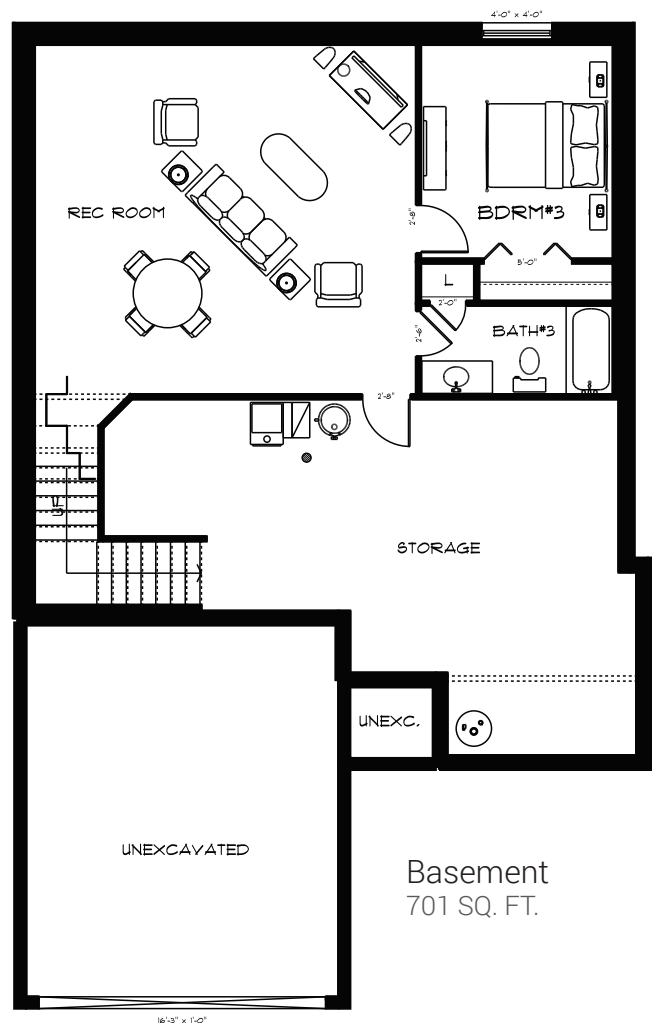 4'-0" x 4'-0"
REC ROOM
BDRM#3
2'-8"
5'-0"
L
2'-0"
2'-6"
BATH#3
2'-8"
UP
STORAGE
UNEXC.
UNEXCAVATED
Basement
701 SQ. FT.
16'-3" x 1'-0"